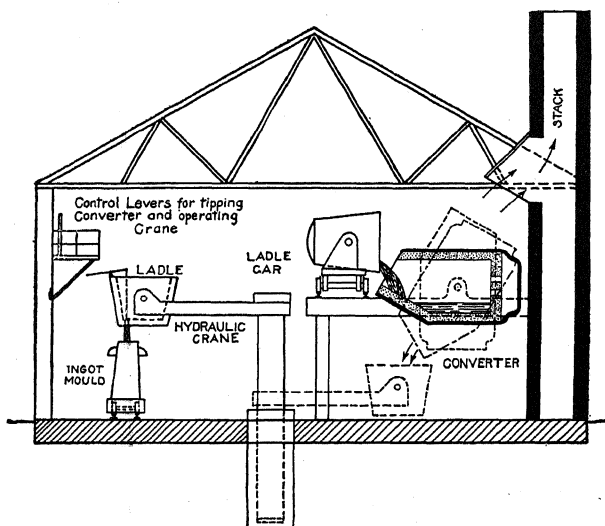 STACK
Control Levers for tipping
Converter and operating
Crane
LADLE
CAR
LADLE
HYDRAULIC
CRANE
INGOT
MOULD
CONVERTER